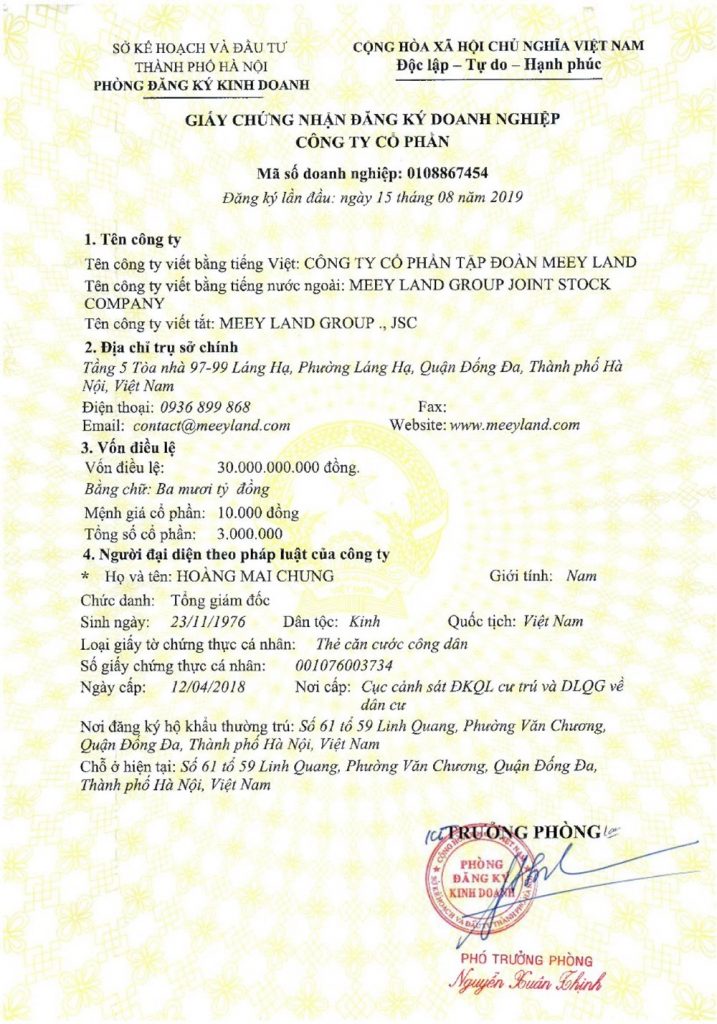 SỞ KẾ HOẠCH VÀ ĐẦU TƯ
THÀNH PHỐ HÀ NỘI
PHÒNG ĐĂNG KÝ KINH DOANH
CỘNG HÒA XÃ HỘI CHỦ NGHĨA VIỆT NAM
Độc lập – Tự do – Hạnh phúc
GIẤY CHỨNG NHẬN ĐĂNG KÝ DOANH NGHIỆP
CÔNG TY CỔ PHẦN
Mã số doanh nghiệp: 0108867454
Đăng ký lần đầu: ngày 15 tháng 08 năm 2019
1. Tên công ty
Tên công ty viết bằng tiếng Việt: CÔNG TY CỔ PHẦN TẬP ĐOÀN MEEY LAND
Tên công ty viết bằng tiếng nước ngoài: MEEY LAND GROUP JOINT STOCK
COMPANY
Tên công ty viết tắt: MEEY LAND GROUP ., JSC
2. Địa chỉ trụ sở chính
Tầng 5 Tòa nhà 97-99 Láng Hạ, Phường Láng Hạ, Quận Đống Đa, Thành phố Hà
Nội, Việt Nam
Điện thoại: 0936 899 868 Fax:
Email: contact@meeyland.com Website: www.meeyland.com
3. Vốn điều lệ
Vốn điều lệ: 30.000.000.000 đồng.
Bằng chữ: Ba mươi tỷ đồng
Mệnh giá cổ phần: 10.000 đồng
Tổng số cổ phần: 3.000.000
4. Người đại diện theo pháp luật của công ty
* Họ và tên: HOÀNG MAI CHUNG Giới tính: Nam
Chức danh: Tổng giám đốc
Sinh ngày: 23/11/1976 Dân tộc: Kinh Quốc tịch: Việt Nam
Loại giấy tờ chứng thực cá nhân: Thẻ căn cước công dân
Số giấy chứng thực cá nhân: 001076003734
Ngày cấp: 12/04/2018 Nơi cấp: Cục cảnh sát ĐKQL cư trú và DLQG về
dân cư
Nơi đăng ký hộ khẩu thường trú: Số 61 tổ 59 Linh Quang, Phường Văn Chương,
Quận Đống Đa, Thành phố Hà Nội, Việt Nam
Chỗ ở hiện tại: Số 61 tổ 59 Linh Quang, Phường Văn Chương, Quận Đống Đa,
Thành phố Hà Nội, Việt Nam
TRƯỞNG PHÒNG
PHÒNG
ĐĂNG KÝ
KINH DOANH
SỞ KẾ HOẠCH VÀ ĐẦU TƯ THÀNH PHỐ HÀ NỘI
PHÓ TRƯỞNG PHÒNG
Nguyễn Xuân Thịnh